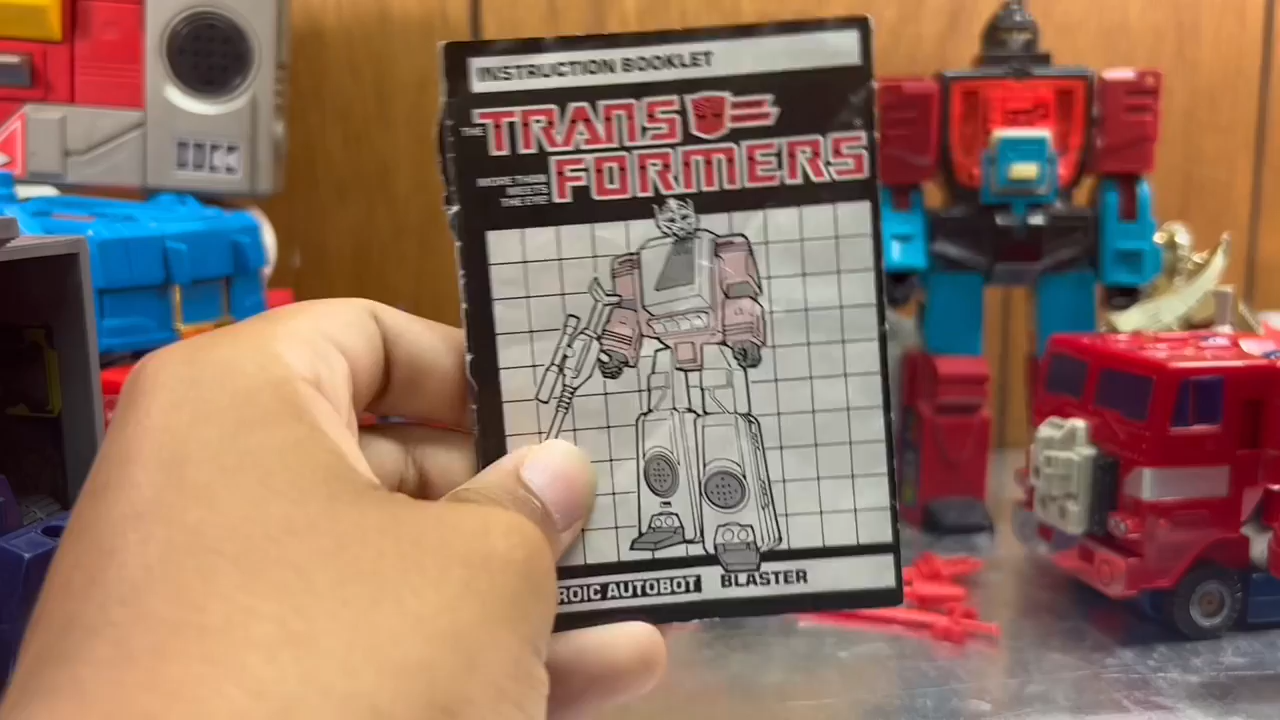 INSTRUCTION BOOKLET
THE TRANS
FORMERS
MORE THAN
MEETS
THE EYE
ROIC AUTOBOT BLASTER